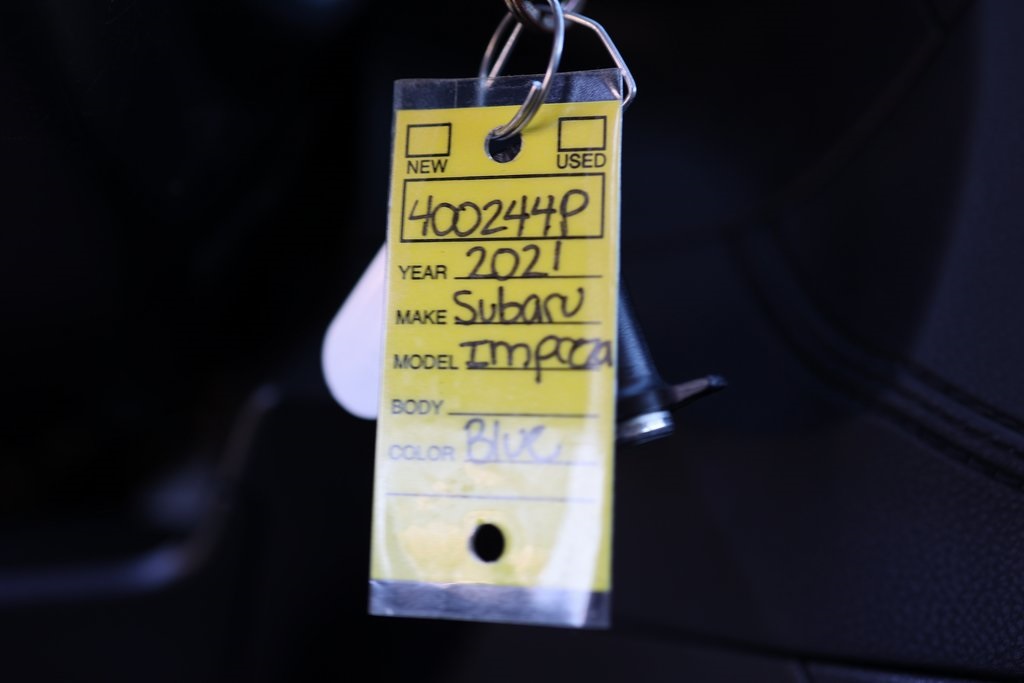 NEW USED
400244P
YEAR 2021
MAKE Subaru
MODEL Impreza
BODY
COLOR Blue